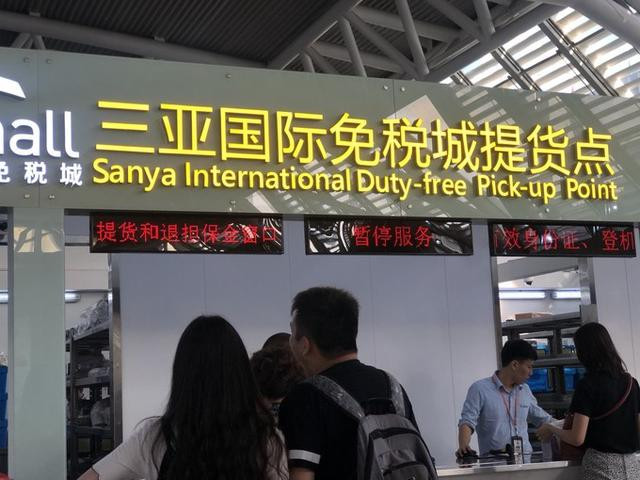 mall
免税城
三亚国际免税城提货点
Sanya International Duty-free Pick-up Point
提货和退担保金窗口
暂停服务
效身份证、登机